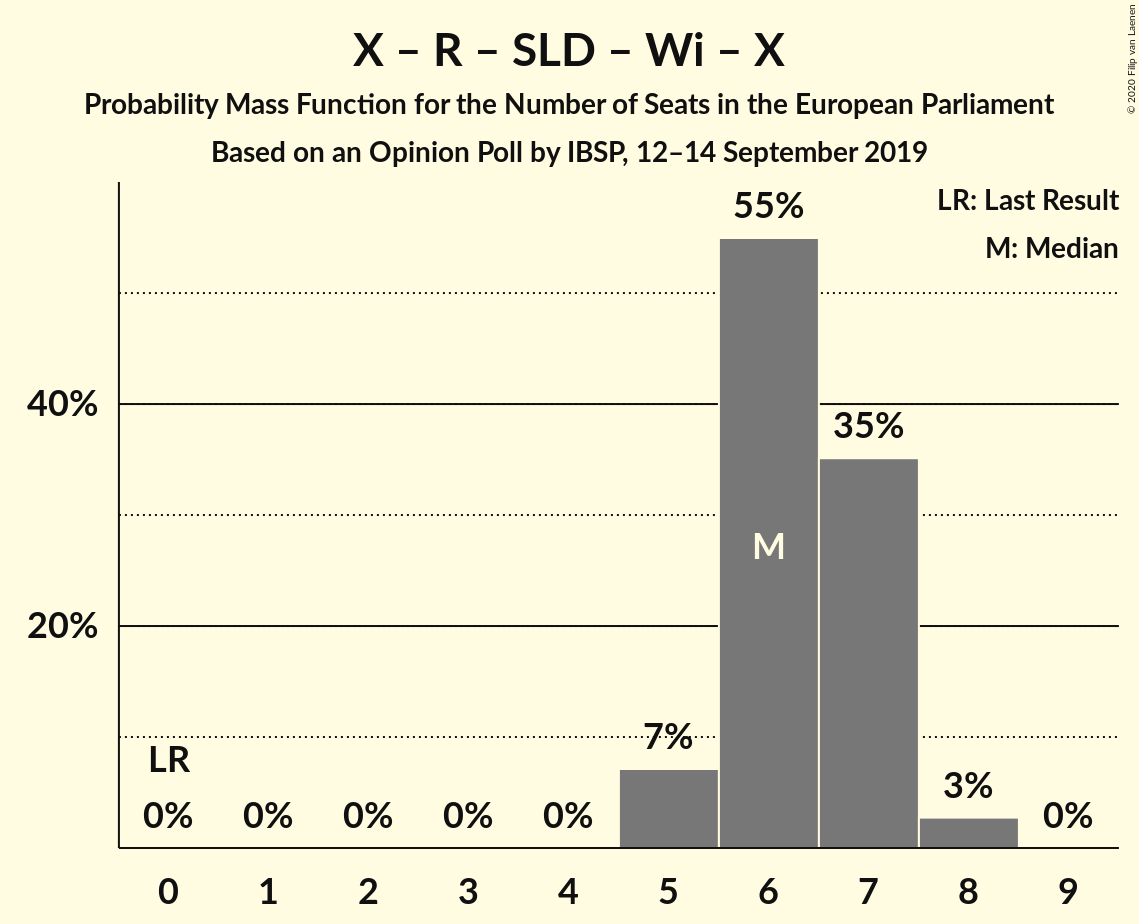 X – R – SLD – Wi – X
Probability Mass Function for the Number of Seats in the European Parliament
Based on an Opinion Poll by IBSP, 12–14 September 2019
© 2020 Filip van Laenen
LR: Last Result
M: Median
55%
40%
35%
M
20%
7%
LR
3%
0% 0% 0% 0% 0% 0%
0 1 2 3 4 5 6 7 8 9